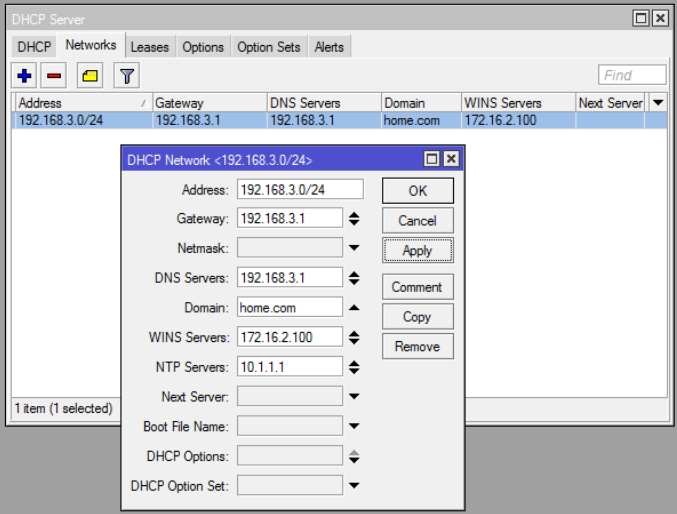 DHCP Server
DHCP Networks Leases Options Option Sets Alerts
Find
Address Gateway DNS Servers Domain WINS Servers Next Server
192.168.3.0/24 192.168.3.1 192.168.3.1 home.com 172.16.2.100
DHCP Network <192.168.3.0/24>
Address: 192.168.3.0/24 OK
Gateway: 192.168.3.1 Cancel
Netmask: Apply
DNS Servers: 192.168.3.1 Comment
Domain: home.com Copy
WINS Servers: 172.16.2.100 Remove
NTP Servers: 10.1.1.1
Next Server:
1 item (1 selected)
Boot File Name:
DHCP Options:
DHCP Option Set: